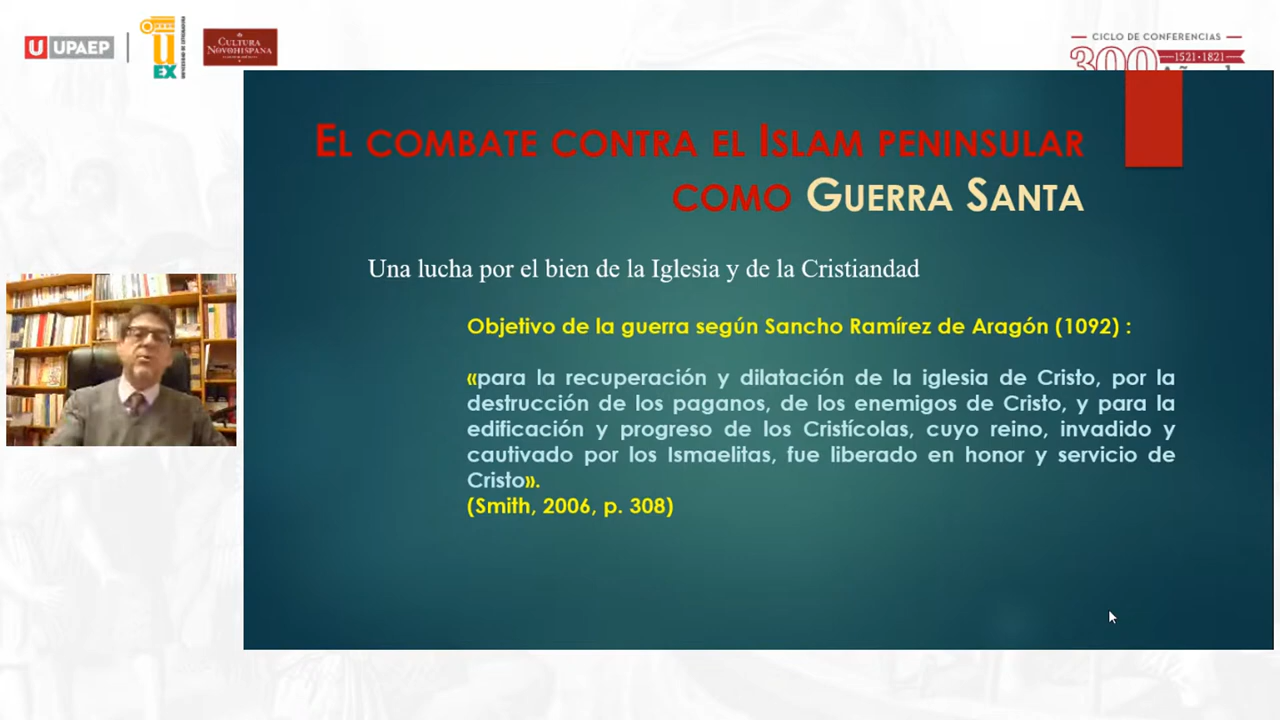 UPAEP
UEX
CULTURA
NOVOHISPANA
CICLO DE CONFERENCIAS
300
1521-1821
EL COMBATE CONTRA EL ISLAM PENINSULAR
COMO GUERRA SANTA
Una lucha por el bien de la Iglesia y de la Cristiandad
Objetivo de la guerra según Sancho Ramírez de Aragón (1092) :
«para la recuperación y dilatación de la iglesia de Cristo, por la
destrucción de los paganos, de los enemigos de Cristo, y para la
edificación y progreso de los Cristícolas, cuyo reino, invadido y
cautivado por los Ismaelitas, fue liberado en honor y servicio de
Cristo».
(Smith, 2006, p. 308)